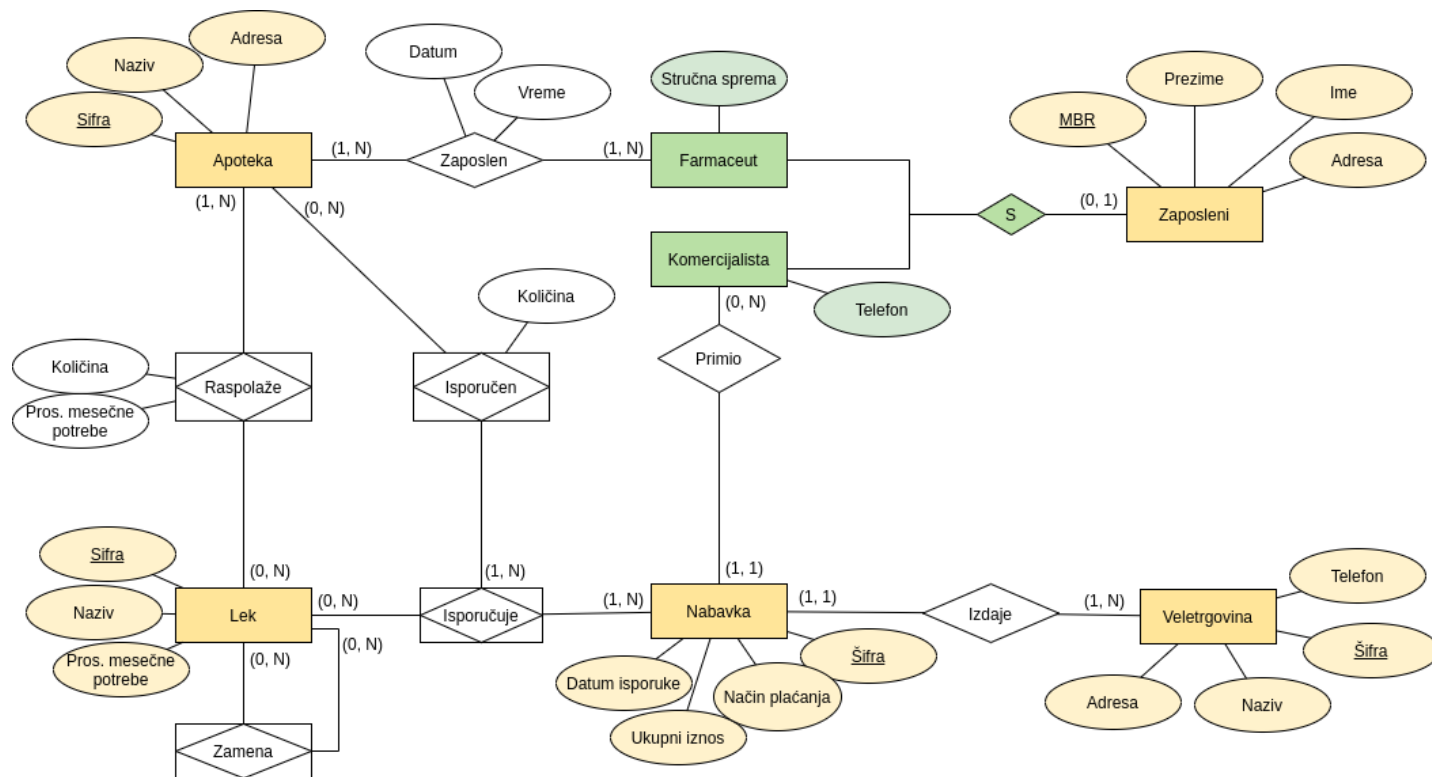 Adresa
Datum
Naziv
Vreme
Stručna sprema
Prezime
Ime
MBR
Sifra
Adresa
Apoteka
(1, N)
Zaposlen
(1, N)
Farmaceut
(1, N)
(0, N)
S
(0, 1)
Zaposleni
Komercijalista
(0, N)
Telefon
Količina
Primio
Količina
Raspolaže
Isporučen
Pros. mesečne
potrebe
Sifra
(0, N)
(1, N)
(1, 1)
Telefon
Naziv
Lek
(0, N)
Isporučuje
(1, N)
Nabavka
(1, 1)
Izdaje
(1, N)
Veletrgovina
(0, N)
(0, N)
Pros. mesečne
potrebe
Šifra
Šifra
Datum isporuke
Način plaćanja
Adresa
Naziv
Ukupni iznos
Zamena